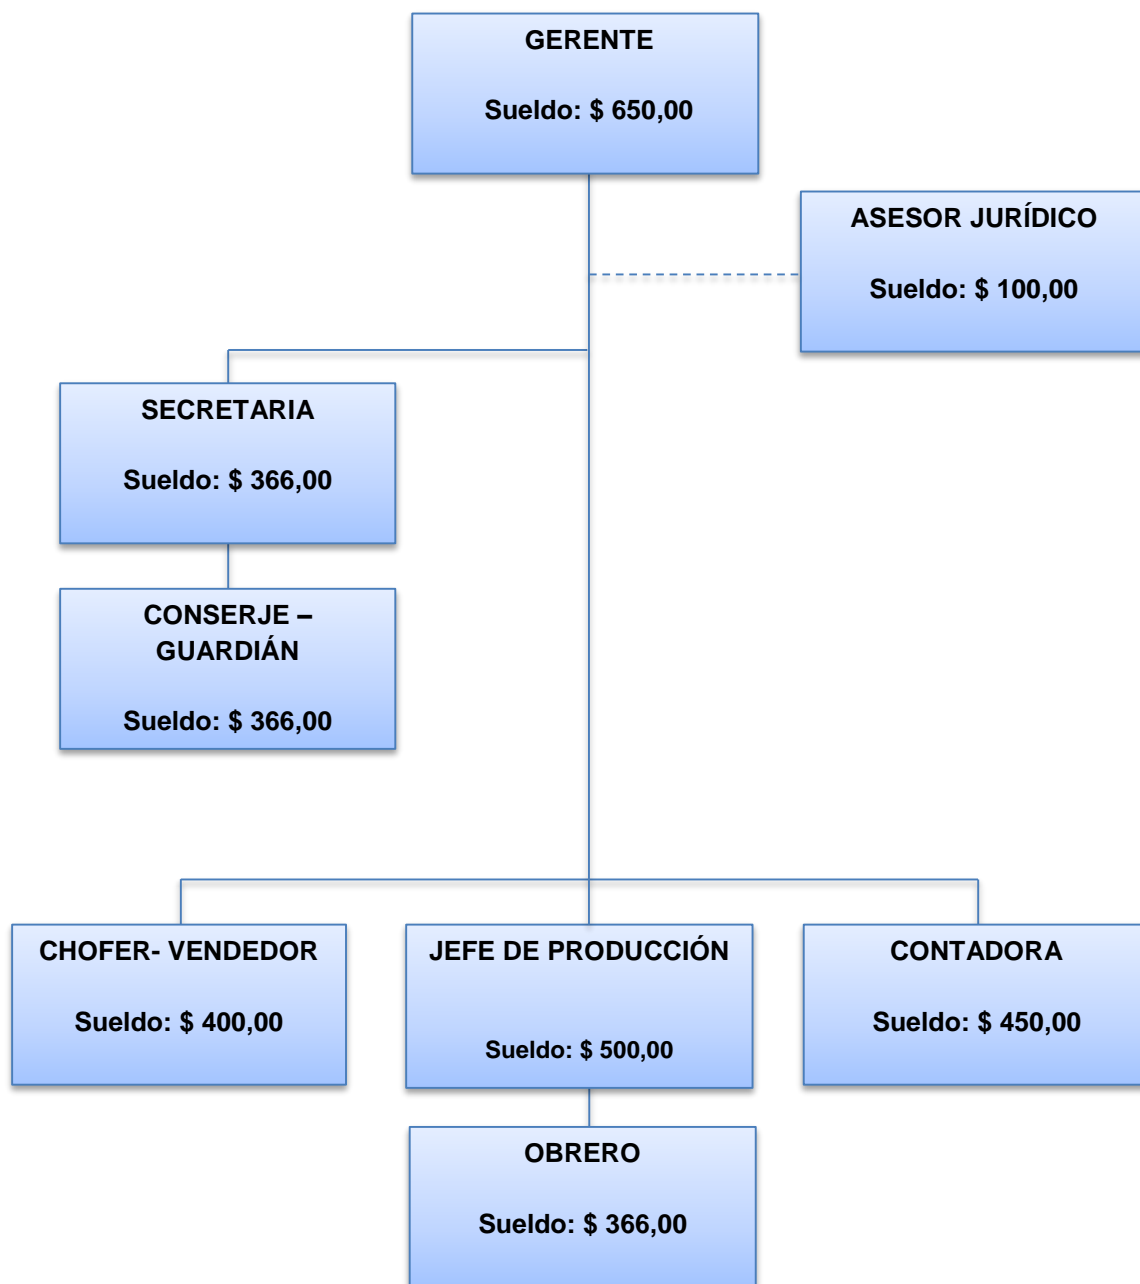 GERENTE
Sueldo: $ 650,00
ASESOR JURÍDICO
Sueldo: $ 100,00
SECRETARIA
Sueldo: $ 366,00
CONSERJE –
GUARDIÁN
Sueldo: $ 366,00
CHOFER- VENDEDOR
Sueldo: $ 400,00
JEFE DE PRODUCCIÓN
Sueldo: $ 500,00
CONTADORA
Sueldo: $ 450,00
OBRERO
Sueldo: $ 366,00